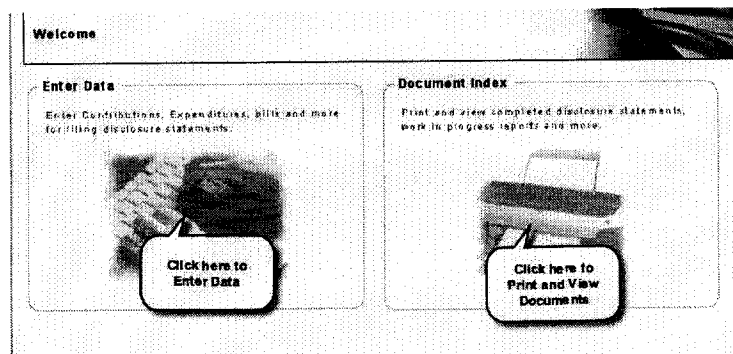 Welcome
Enter Data
Enter Contributions, Expenditures, bills and more
for filing disclosure statements.
Click here to
Enter Data
Document Index
Print and view completed disclosure statements,
work in progress reports and more.
Click here to
Print and View
Documents